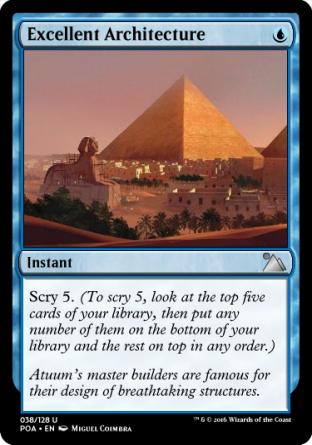 Excellent Architecture
Instant
Scry 5. (To scry 5, look at the top five
cards of your library, then put any
number of them on the bottom of your
library and the rest on top in any order.)
Atuum's master builders are famous for
their design of breathtaking structures.
038/128 U
POA • EN Miguel Coimbra
™ & © 2016 Wizards of the Coast